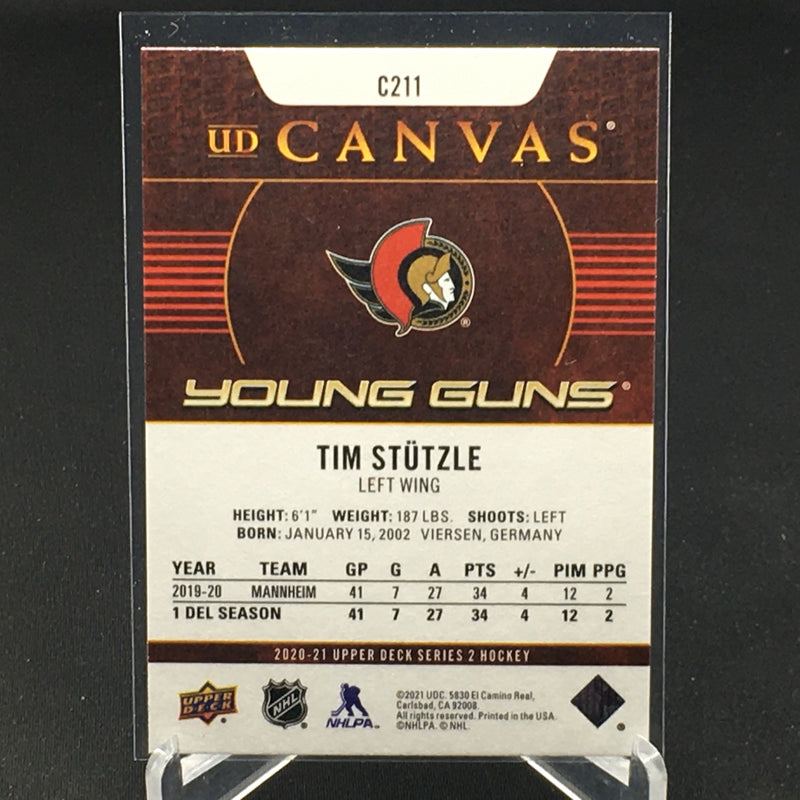 C211
UD CANVAS®
®
YOUNG GUNS®
TIM STÜTZLE
LEFT WING
HEIGHT: 6'1" WEIGHT: 187 LBS. SHOOTS: LEFT
BORN: JANUARY 15, 2002 VIERSEN, GERMANY
YEAR TEAM GP G A PTS +/- PIM PPG
2019-20 MANNHEIM 41 7 27 34 4 12 2
1 DEL SEASON 41 7 27 34 4 12 2
2020-21 UPPER DECK SERIES 2 HOCKEY
UPPER DECK
NHL
NHLPA
©2021 UDC. 5830 El Camino Real,
Carlsbad, CA 92008.
All rights reserved. Printed in the USA.
©NHLPA. © NHL.